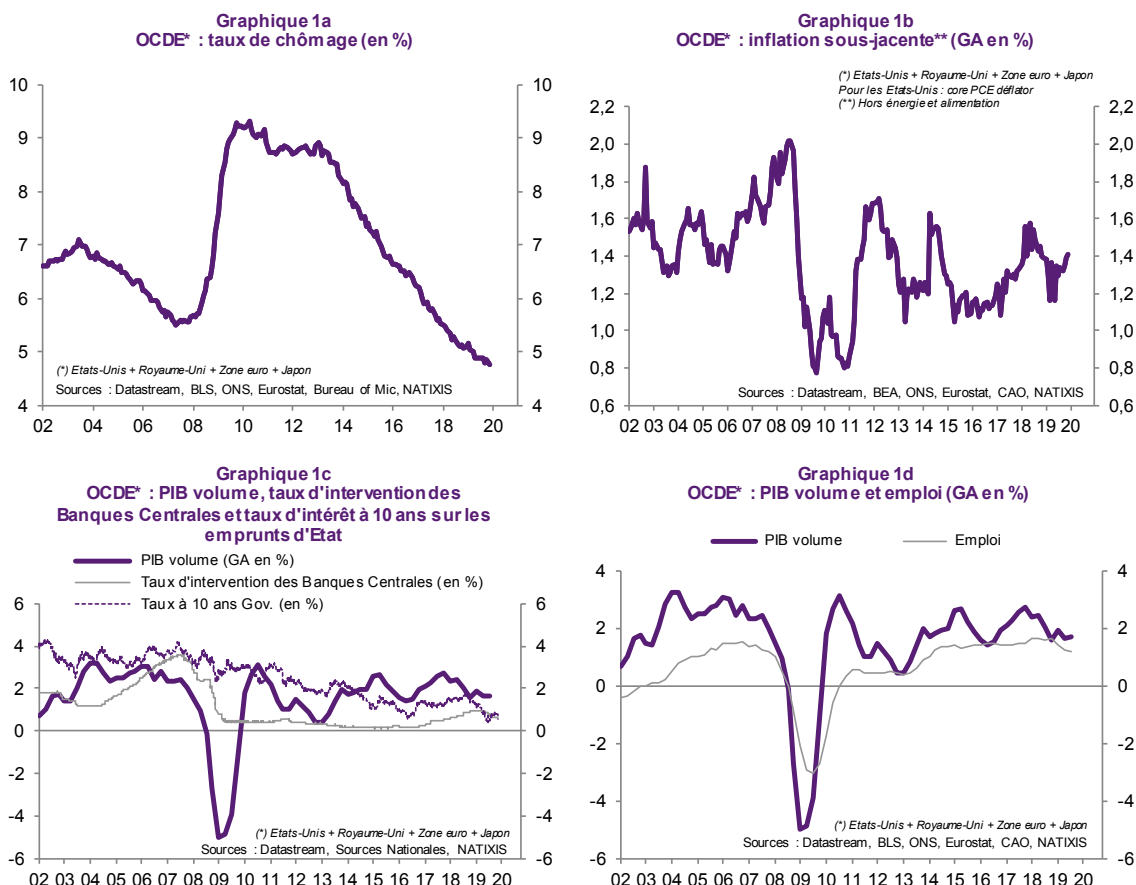 Graphique 1a
OCDE* : taux de chômage (en %)
10
9
8
7
6
5
4
10
9
8
7
6
5
4
(*) Etats-Unis + Royaume-Uni + Zone euro + Japon
Sources : Datastream, BLS, ONS, Eurostat, Bureau of Mic, NATIXIS
02 04 06 08 10 12 14 16 18 20
Graphique 1b
OCDE* : inflation sous-jacente** (GA en %)
(*) Etats-Unis + Royaume-Uni + Zone euro + Japon
Pour les Etats-Unis : core PCE déflator
(**) Hors énergie et alimentation
2,2
2,0
1,8
1,6
1,4
1,2
1,0
0,8
0,6
2,2
2,0
1,8
1,6
1,4
1,2
1,0
0,8
0,6
Sources : Datastream, BEA, ONS, Eurostat, CAO, NATIXIS
02 03 04 05 06 07 08 09 10 11 12 13 14 15 16 17 18 19 20
Graphique 1c
OCDE* : PIB volume, taux d'intervention des
Banques Centrales et taux d'intérêt à 10 ans sur les
emprunts d'Etat
PIB volume (GA en %)
Taux d'intervention des Banques Centrales (en %)
Taux à 10 ans Gov. (en %)
6
4
2
0
-2
-4
-6
6
4
2
0
-2
-4
-6
(*) Etats-Unis + Royaume-Uni + Zone euro + Japon
Sources : Datastream, Sources Nationales, NATIXIS
02 03 04 05 06 07 08 09 10 11 12 13 14 15 16 17 18 19 20
Graphique 1d
OCDE* : PIB volume et emploi (GA en %)
PIB volume
Emploi
4
2
0
-2
-4
-6
4
2
0
-2
-4
-6
(*) Etats-Unis + Royaume-Uni + Zone euro + Japon
Sources : Datastream, BLS, ONS, Eurostat, CAO, NATIXIS
02 03 04 05 06 07 08 09 10 11 12 13 14 15 16 17 18 19 20